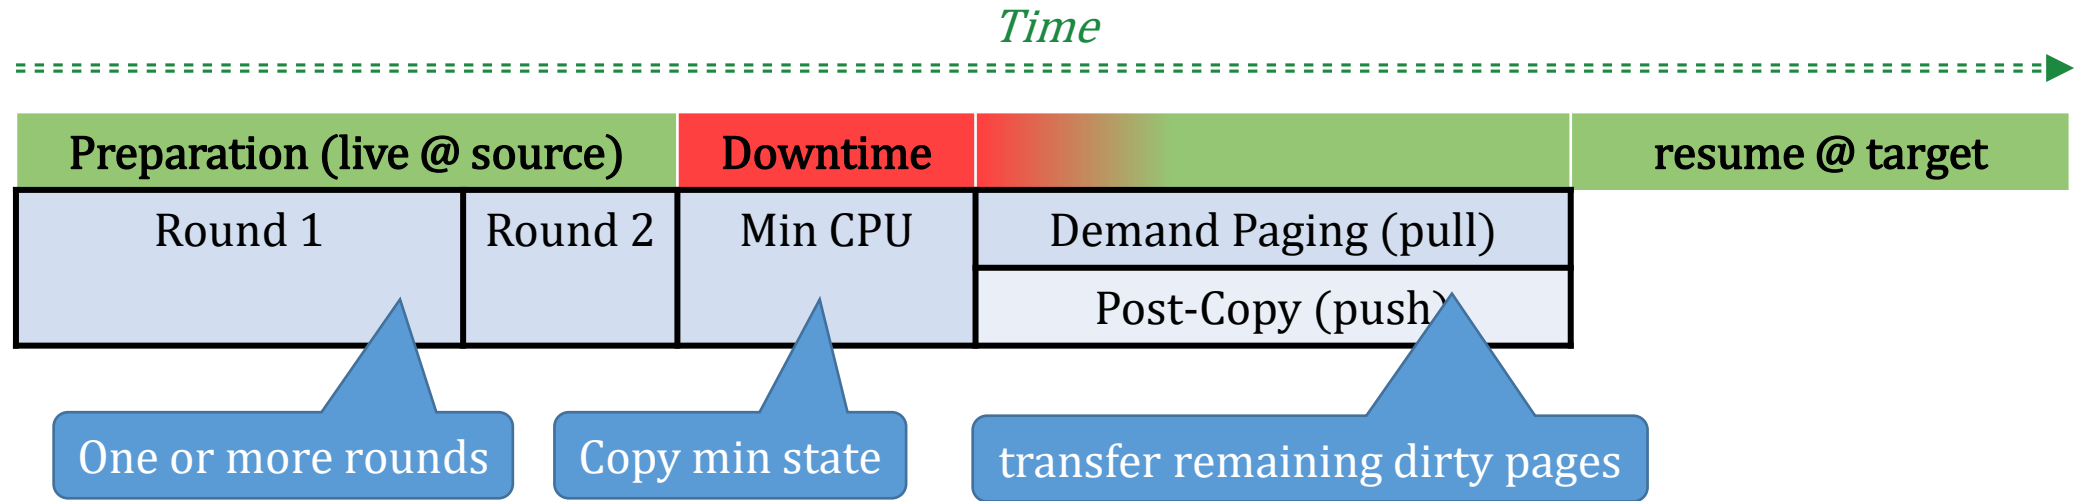 Time
Preparation (live @ source)
Downtime
resume @ target
Round 1
Round 2
Min CPU
Demand Paging (pull)
Post-Copy (push)
One or more rounds
Copy min state
transfer remaining dirty pages